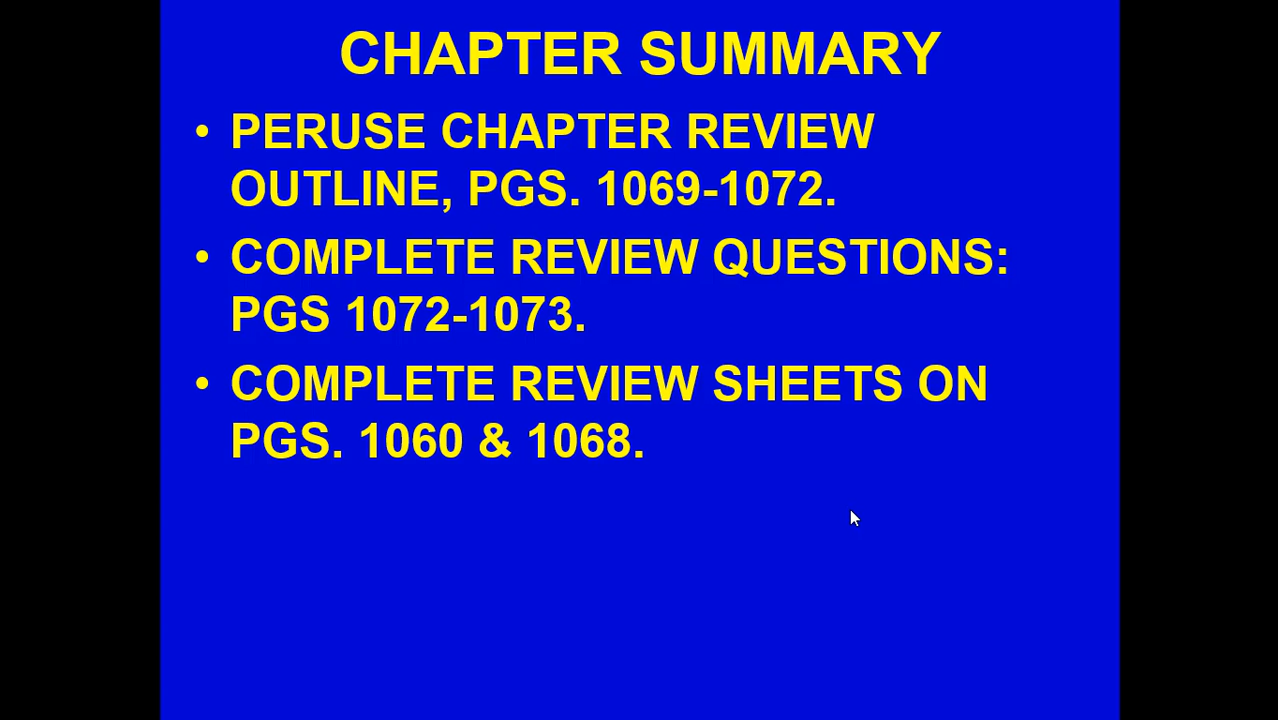 CHAPTER SUMMARY
• PERUSE CHAPTER REVIEW
OUTLINE, PGS. 1069-1072.
• COMPLETE REVIEW QUESTIONS:
PGS 1072-1073.
• COMPLETE REVIEW SHEETS ON
PGS. 1060 & 1068.